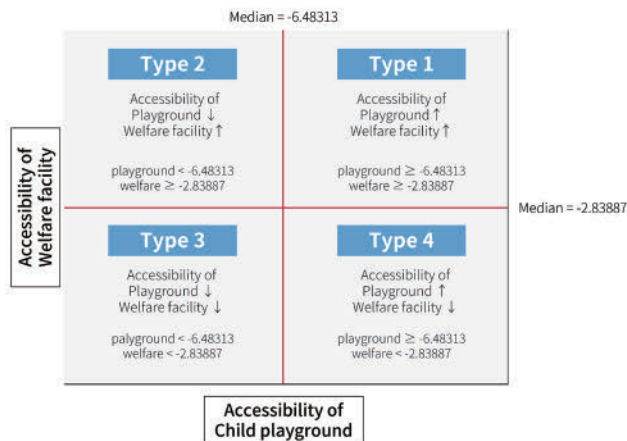 Median = -6.48313
Type 2
Accessibility of
Playground ↓
Welfare facility ↑
playground < -6.48313
welfare ≥ -2.83887
Type 1
Accessibility of
Playground ↑
Welfare facility ↑
playground ≥ -6.48313
welfare ≥ -2.83887
Accessibility of
Welfare facility
Median = -2.83887
Type 3
Accessibility of
Playground ↓
Welfare facility ↓
palyground < -6.48313
welfare < -2.83887
Type 4
Accessibility of
Playground ↑
Welfare facility ↓
playground ≥ -6.48313
welfare < -2.83887
Accessibility of
Child playground